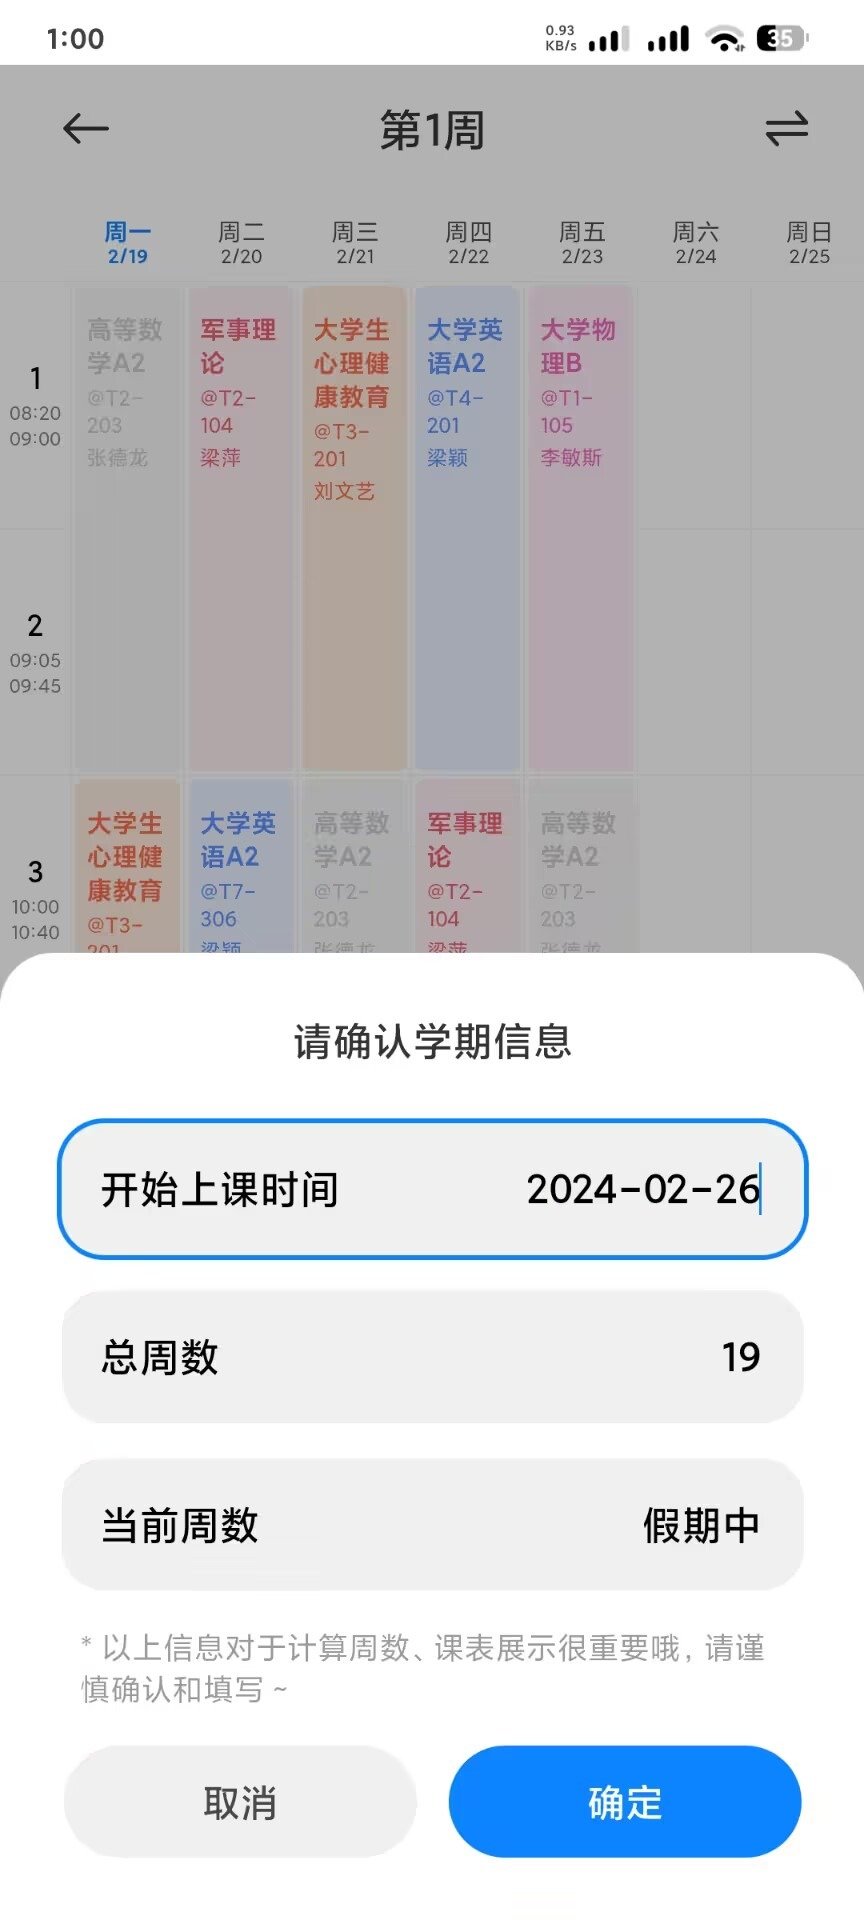 1:00
0.93
KB/s
35
第1周
周一
周二
周三
周四
周五
周六
周日
2/19
2/20
2/21
2/22
2/23
2/24
2/25
1
08:20
09:00
高等数
学A2
@T2-
203
张德龙
军事理
论
@T2-
104
梁萍
大学生
心理健
康教育
@T3-
201
刘文艺
大学英
语A2
@T4-
201
梁颖
大学物
理B
@T1-
105
李敏斯
2
09:05
09:45
3
10:00
10:40
大学生
心理健
康教育
@T3-
201
大学英
语A2
@T7-
306
梁颖
高等数
学A2
@T2-
203
张德龙
军事理
论
@T2-
104
梁萍
高等数
学A2
@T2-
203
张德龙
请确认学期信息
开始上课时间 2024-02-26
总周数 19
当前周数 假期中
* 以上信息对于计算周数、课表展示很重要哦，请谨
慎确认和填写 ~
取消
确定